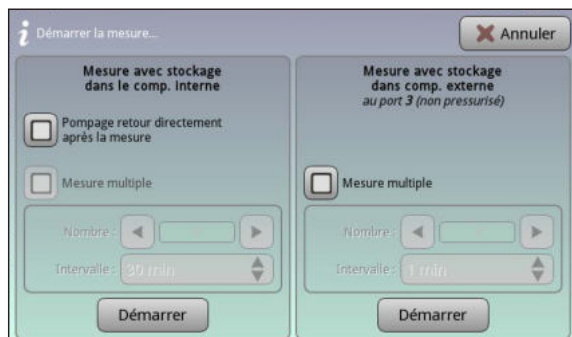 Démarrer la mesure...
Annuler
Mesure avec stockage
dans le comp. interne
Pompage retour directement
après la mesure
Mesure multiple
Nombre :
Intervalle : 30 min
Démarrer
Mesure avec stockage
dans comp. externe
au port 3 (non pressurisé)
Mesure multiple
Nombre :
Intervalle : 1 min
Démarrer